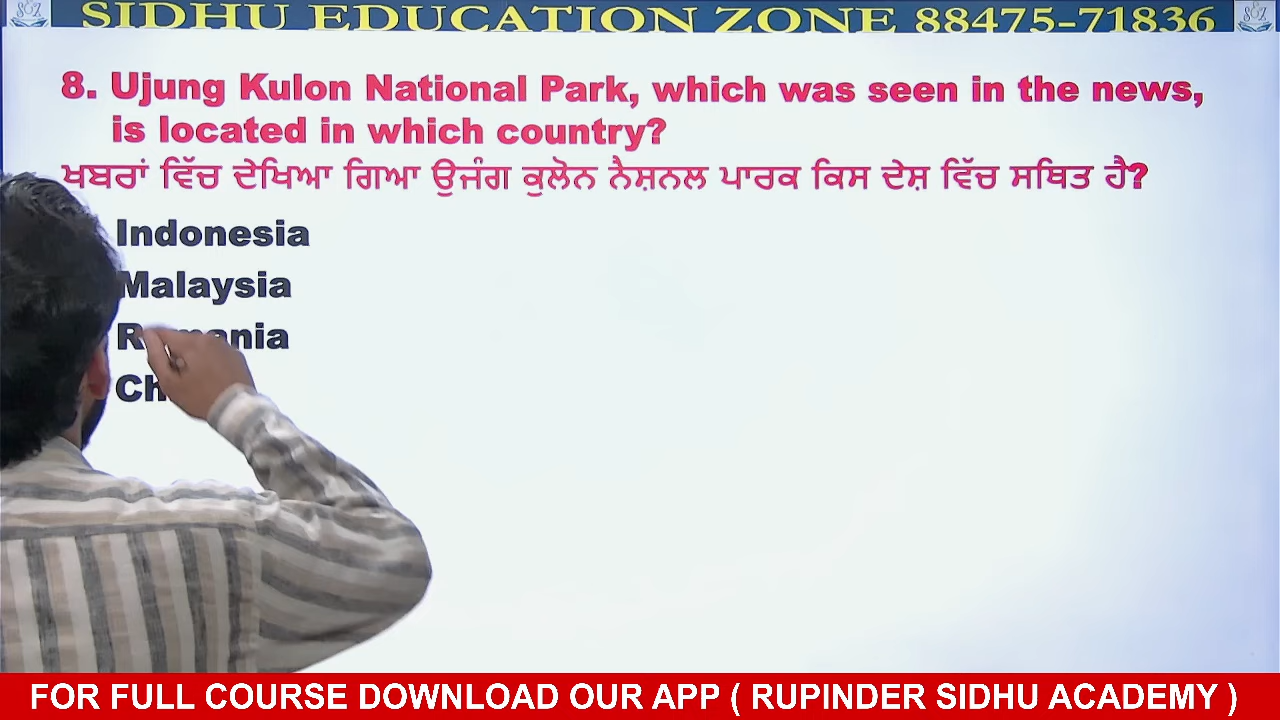 SIDHU EDUCATION ZONE 88475-71836
8. Ujung Kulon National Park, which was seen in the news,
is located in which country?
ਖਬਰਾਂ ਵਿੱਚ ਦੇਖਿਆ ਗਿਆ ਉਜੰਗ ਕੁਲੋਨ ਨੈਸ਼ਨਲ ਪਾਰਕ ਕਿਸ ਦੇਸ਼ ਵਿੱਚ ਸਥਿਤ ਹੈ?
Indonesia
Malaysia
FOR FULL COURSE DOWNLOAD OUR APP ( RUPINDER SIDHU ACADEMY )